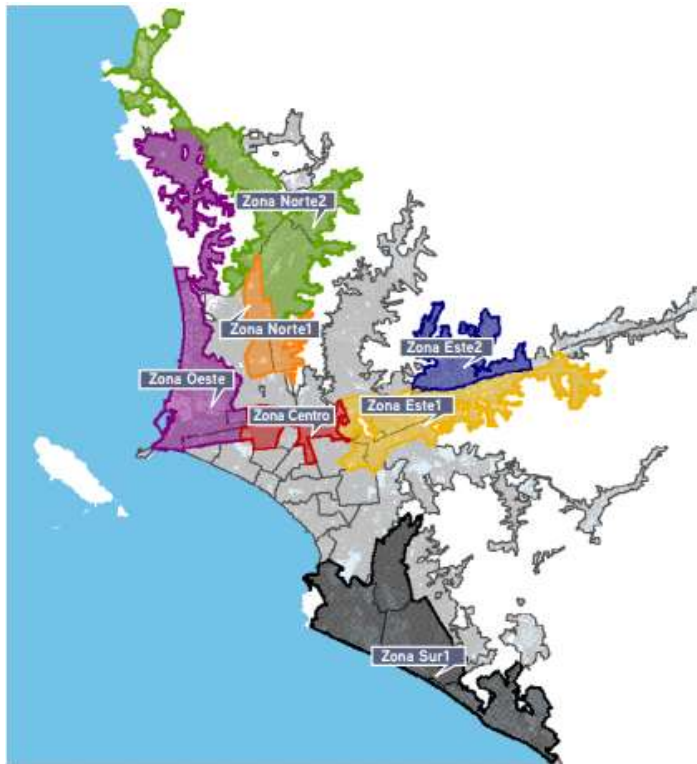 Zona Norte2
Zona Norte1
Zona Este2
Zona Oeste
Zona Centro
Zona Este1
Zona Sur1